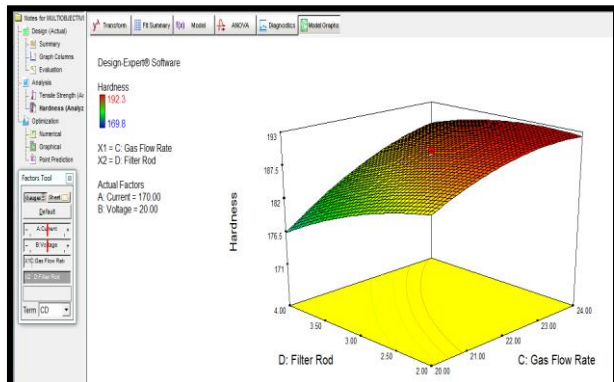 Notes for MULTIOBJECTIVI
Design (Actual)
Summary
Graph Columns
Evaluation
Analysis
Tensile Strength (Ar
Hardness (Analyz
Optimization
Numerical
Graphical
Point Prediction
Factors Tool
Gauges Sheet
Default
A:Current
B:Voltage
X1 C: Gas Flow Rate
X2 D: Filter Rod
Term CD
Transform
Fit Summary
f(x) Model
ANOVA
Diagnostics
Model Graphs
Design-Expert® Software
Hardness
192.3
169.8
X1 = C: Gas Flow Rate
X2 = D: Filter Rod
Actual Factors
A: Current = 170.00
B: Voltage = 20.00
193
187.5
182
176.5
171
Hardness
4.00
3.50
3.00
2.50
2.00
20.00
21.00
22.00
23.00
24.00
D: Filter Rod
C: Gas Flow Rate